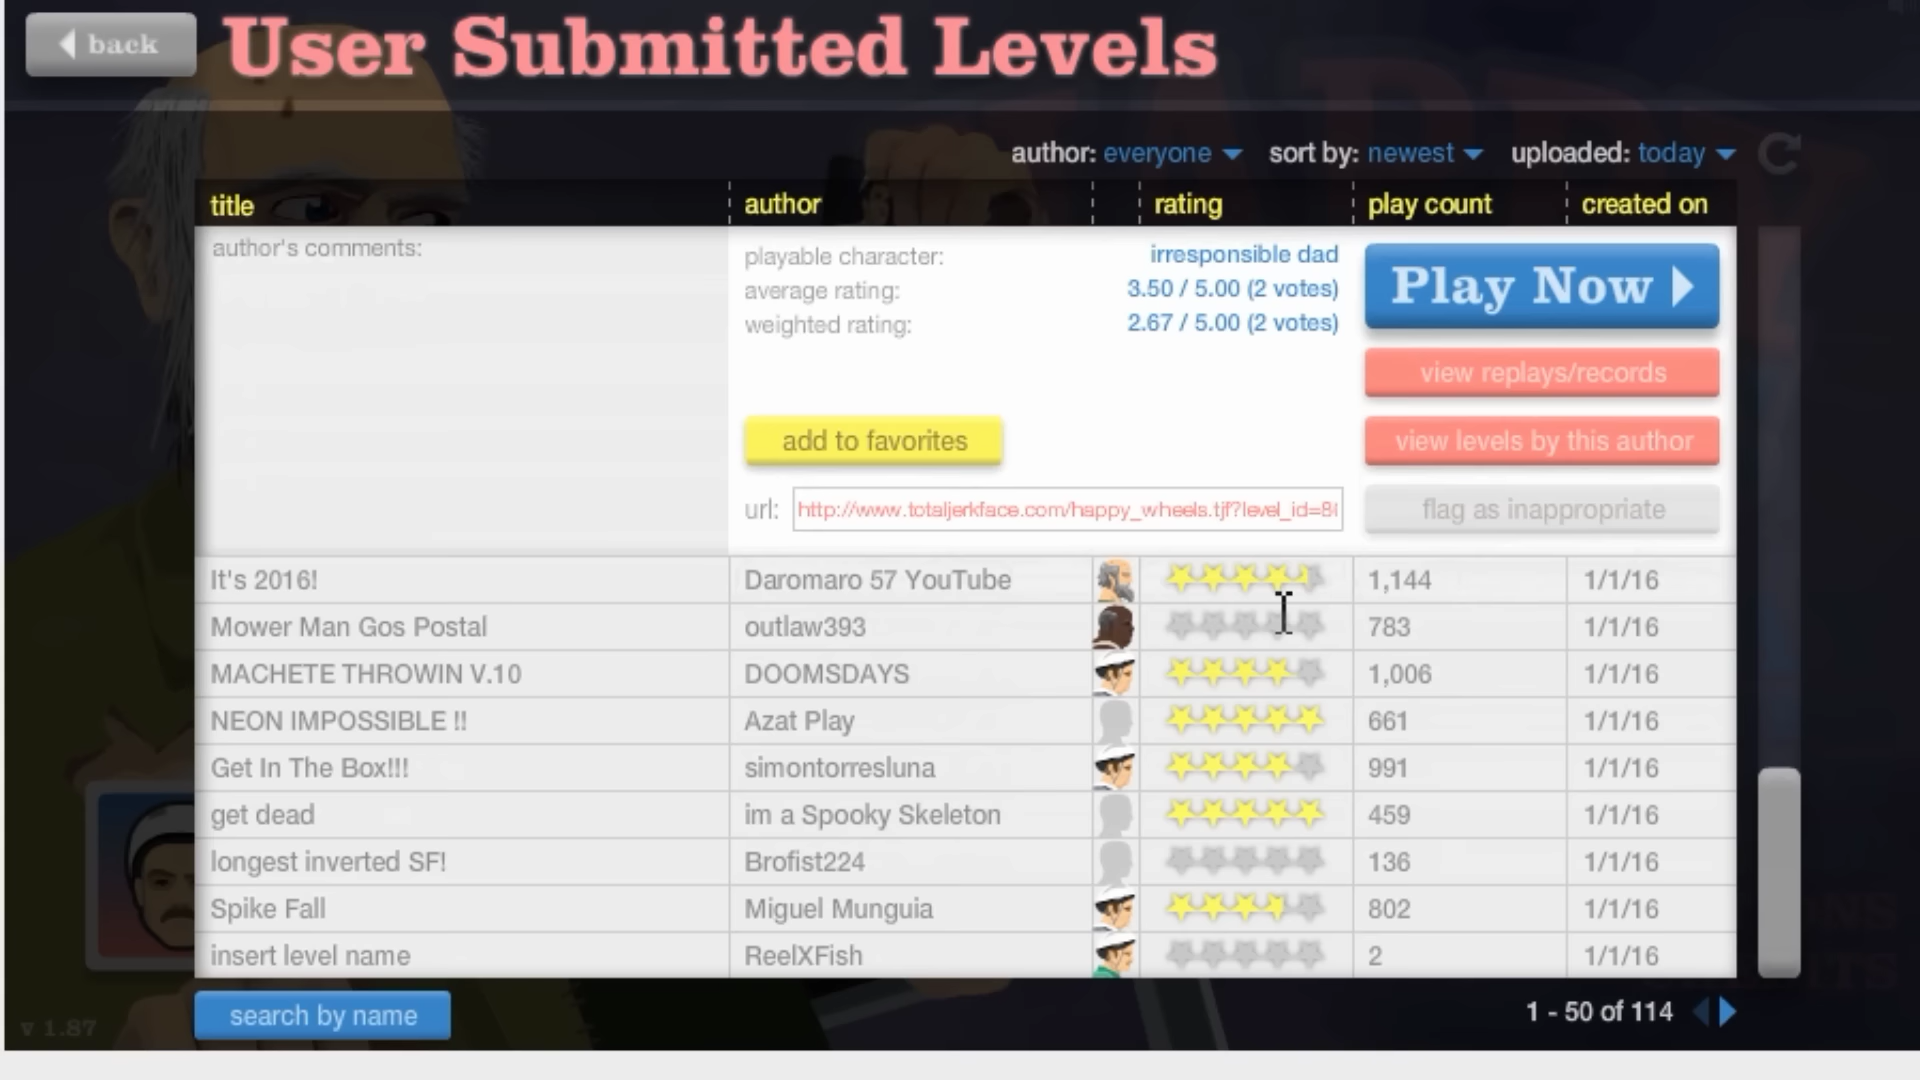 back
User Submitted Levels
author: everyone sort by: newest uploaded: today
title author rating play count created on
author's comments:
playable character: irresponsible dad
average rating: 3.50 / 5.00 (2 votes)
weighted rating: 2.67 / 5.00 (2 votes)
Play Now
view replays/records
add to favorites
view levels by this author
url: http://www.totaljerkface.com/happy_wheels.tjf?level_id=8
flag as inappropriate
It's 2016! Daromaro 57 YouTube 1,144 1/1/16
Mower Man Gos Postal outlaw393 783 1/1/16
MACHETE THROWIN V.10 DOOMSDAYS 1,006 1/1/16
NEON IMPOSSIBLE !! Azat Play 661 1/1/16
Get In The Box!!! simontorresluna 991 1/1/16
get dead im a Spooky Skeleton 459 1/1/16
longest inverted SF! Brofist224 136 1/1/16
Spike Fall Miguel Munguia 802 1/1/16
insert level name ReelXFish 2 1/1/16
search by name
1 - 50 of 114
v 1.87